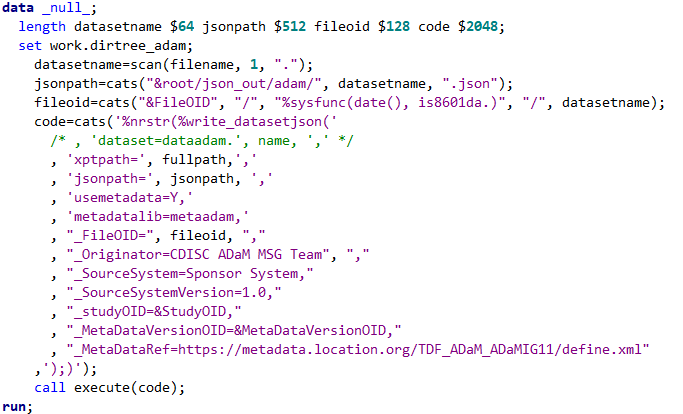 data _null_;
  length datasetname $64 jsonpath $512 fileoid $128 code $2048;
  set work.dirtree_adam;
    datasetname=scan(filename, 1, ".");
    jsonpath=cats("&root/json_out/adam/", datasetname, ".json");
    fileoid=cats("&FileOID", "/", "%sysfunc(date(), is8601da.)", "/", datasetname);
    code=cats('%nrstr(%write_datasetjson('
      /* , 'dataset=dataadam.', name, ',' */
      , 'xptpath=', fullpath,','
      , 'jsonpath=', jsonpath, ','
      , 'usemetadata=Y,'
      , 'metadatalib=metaadam,'
      , "_FileOID=", fileoid, ","
      , "_Originator=CDISC ADaM MSG Team", ","
      , "_SourceSystem=Sponsor System,"
      , "_SourceSystemVersion=1.0,"
      , "_studyOID=&StudyOID,"
      , "_MetaDataVersionOID=&MetaDataVersionOID,"
      , "_MetaDataRef=https://metadata.location.org/TDF_ADaM_ADaMIG11/define.xml"
    ,');)');
    call execute(code);
run;